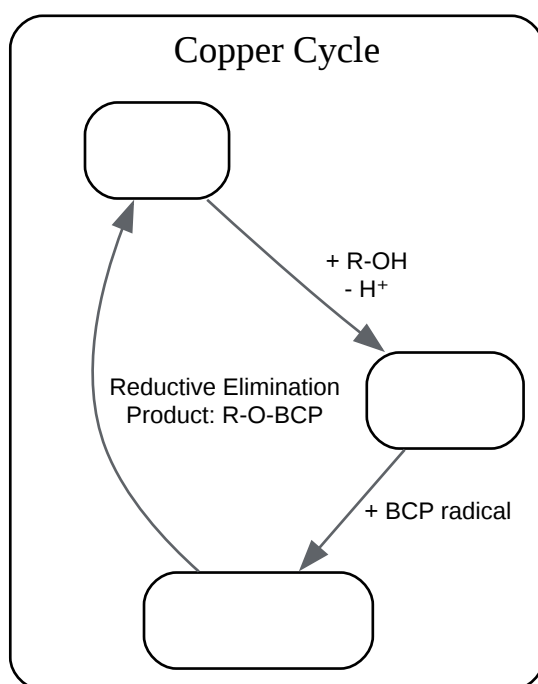 Copper Cycle
+ R-OH
- H⁺
Reductive Elimination
Product: R-O-BCP
+ BCP radical